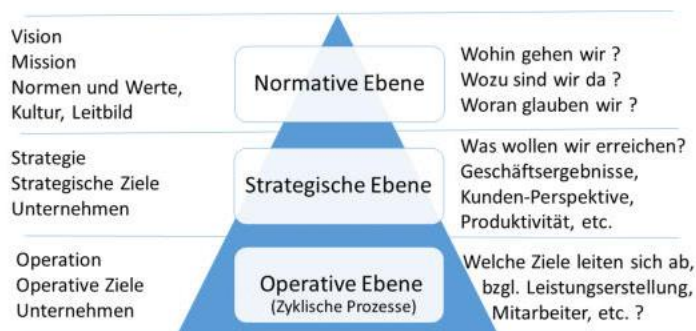 Vision
Mission
Normen und Werte,
Kultur, Leitbild
Normative Ebene
Wohin gehen wir ?
Wozu sind wir da ?
Woran glauben wir ?
Strategie
Strategische Ziele
Unternehmen
Strategische Ebene
Was wollen wir erreichen?
Geschäftsergebnisse,
Kunden-Perspektive,
Produktivität, etc.
Operation
Operative Ziele
Unternehmen
Operative Ebene
(Zyklische Prozesse)
Welche Ziele leiten sich ab,
bzgl. Leistungserstellung,
Mitarbeiter, etc. ?